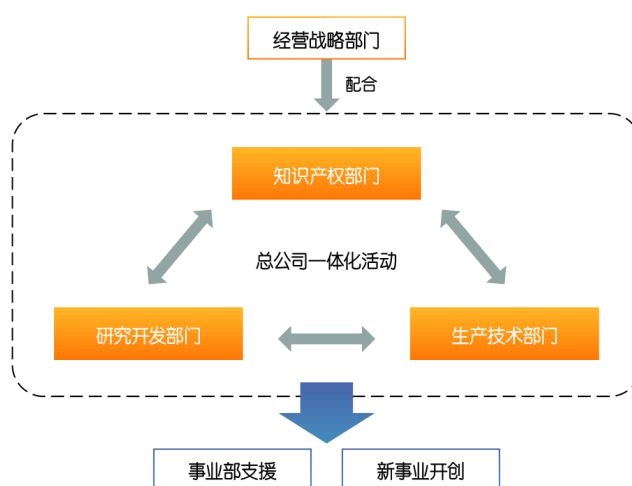 经营战略部门
配合
知识产权部门
总公司一体化活动
研究开发部门
生产技术部门
事业部支援
新事业开创